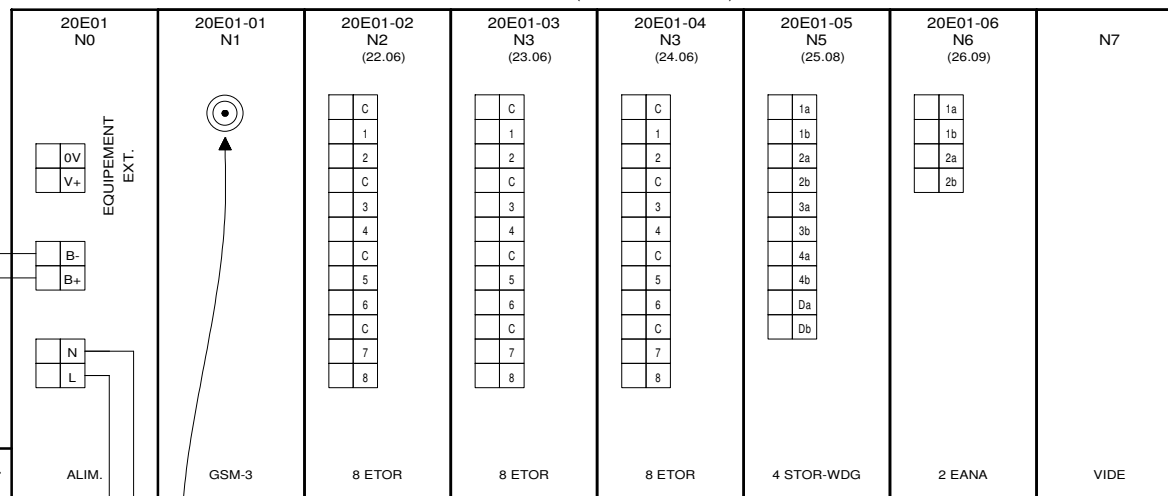 20E01
N0
0V
V+
EQUIPEMENT
EXT.
B-
B+
N
L
ALIM.
20E01-01
N1
GSM-3
20E01-02
N2
(22.06)
C
1
2
C
3
4
C
5
6
C
7
8
8 ETOR
20E01-03
N3
(23.06)
C
1
2
C
3
4
C
5
6
C
7
8
8 ETOR
20E01-04
N3
(24.06)
C
1
2
C
3
4
C
5
6
C
7
8
8 ETOR
20E01-05
N5
(25.08)
1a
1b
2a
2b
3a
3b
4a
4b
Da
Db
4 STOR-WDG
20E01-06
N6
(26.09)
1a
1b
2a
2b
2 EANA
N7
VIDE